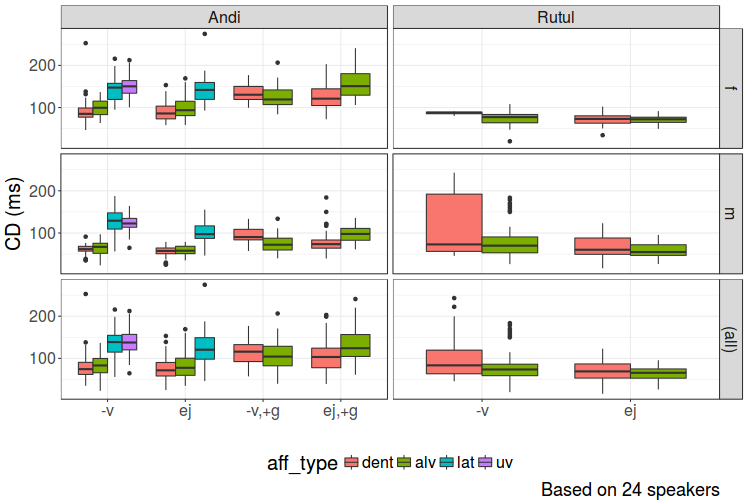 Andi Rutul
200
100
f
200
100
m
200
100
(all)
CD (ms)
-v ej -v,+g ej,+g -v ej
aff_type dent alv lat uv
Based on 24 speakers